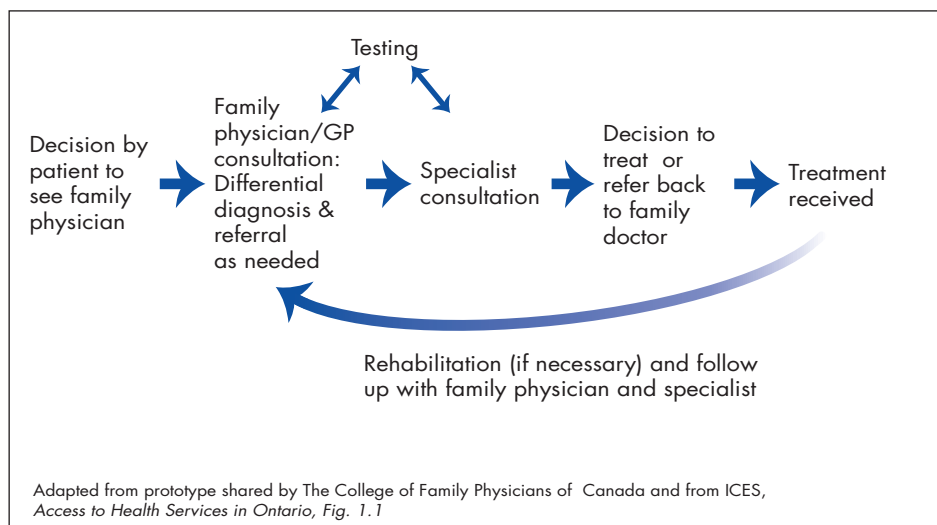 Testing
Decision by
patient to
see family
physician
Family
physician/GP
consultation:
Differential
diagnosis &
referral
as needed
Specialist
consultation
Decision to
treat or
refer back
to family
doctor
Treatment
received
Rehabilitation (if necessary) and follow
up with family physician and specialist
Adapted from prototype shared by The College of Family Physicians of Canada and from ICES,
Access to Health Services in Ontario, Fig. 1.1